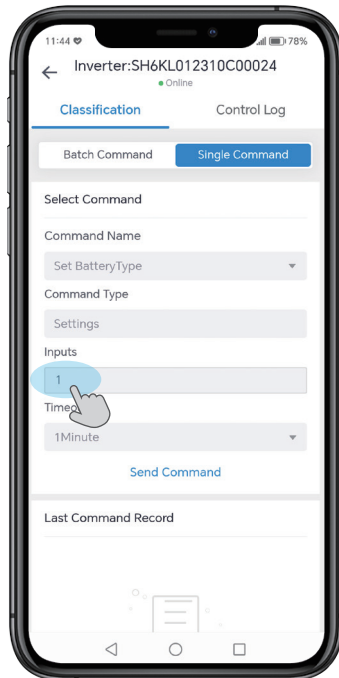 11:44
78%
Inverter:SH6KL012310C00024
Online
Classification Control Log
Batch Command Single Command
Select Command
Command Name
Set BatteryType
Command Type
Settings
Inputs
1
1Minute
Send Command
Last Command Record